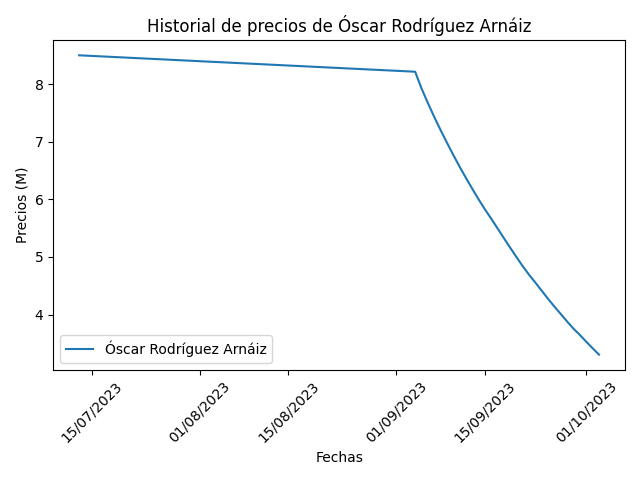 Historial de precios de Óscar Rodríguez Arnáiz
Precios (M)
8
7
6
5
4
Óscar Rodríguez Arnáiz
15/07/2023
01/08/2023
15/08/2023
01/09/2023
15/09/2023
01/10/2023
Fechas